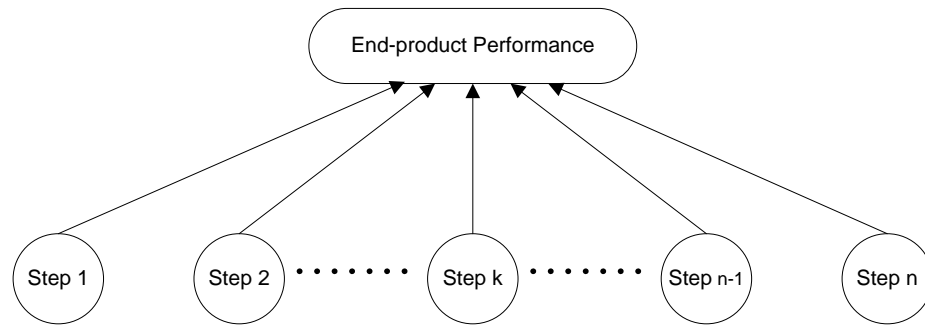 End-product Performance
Step 1
Step 2
Step k
Step n-1
Step n